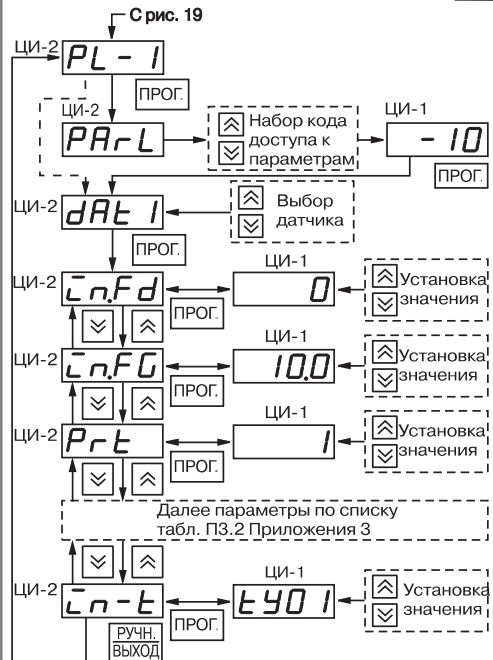 С рис. 19
ЦИ-2
PL-1
ПРОГ.
ЦИ-2
PArL
Набор кода
доступа к
параметрам
ЦИ-1
-10
ПРОГ.
ЦИ-2
dAt1
Выбор
датчика
ПРОГ.
ЦИ-2
in.Fd
ПРОГ.
ЦИ-1
0
Установка
значения
ЦИ-2
in.FG
ПРОГ.
ЦИ-1
10.0
Установка
значения
ЦИ-2
Prt
ПРОГ.
ЦИ-1
1
Установка
значения
Далее параметры по списку
табл. П3.2 Приложения 3
ЦИ-2
in-t
ПРОГ.
ЦИ-1
tY01
Установка
значения
РУЧН.
ВЫХОД